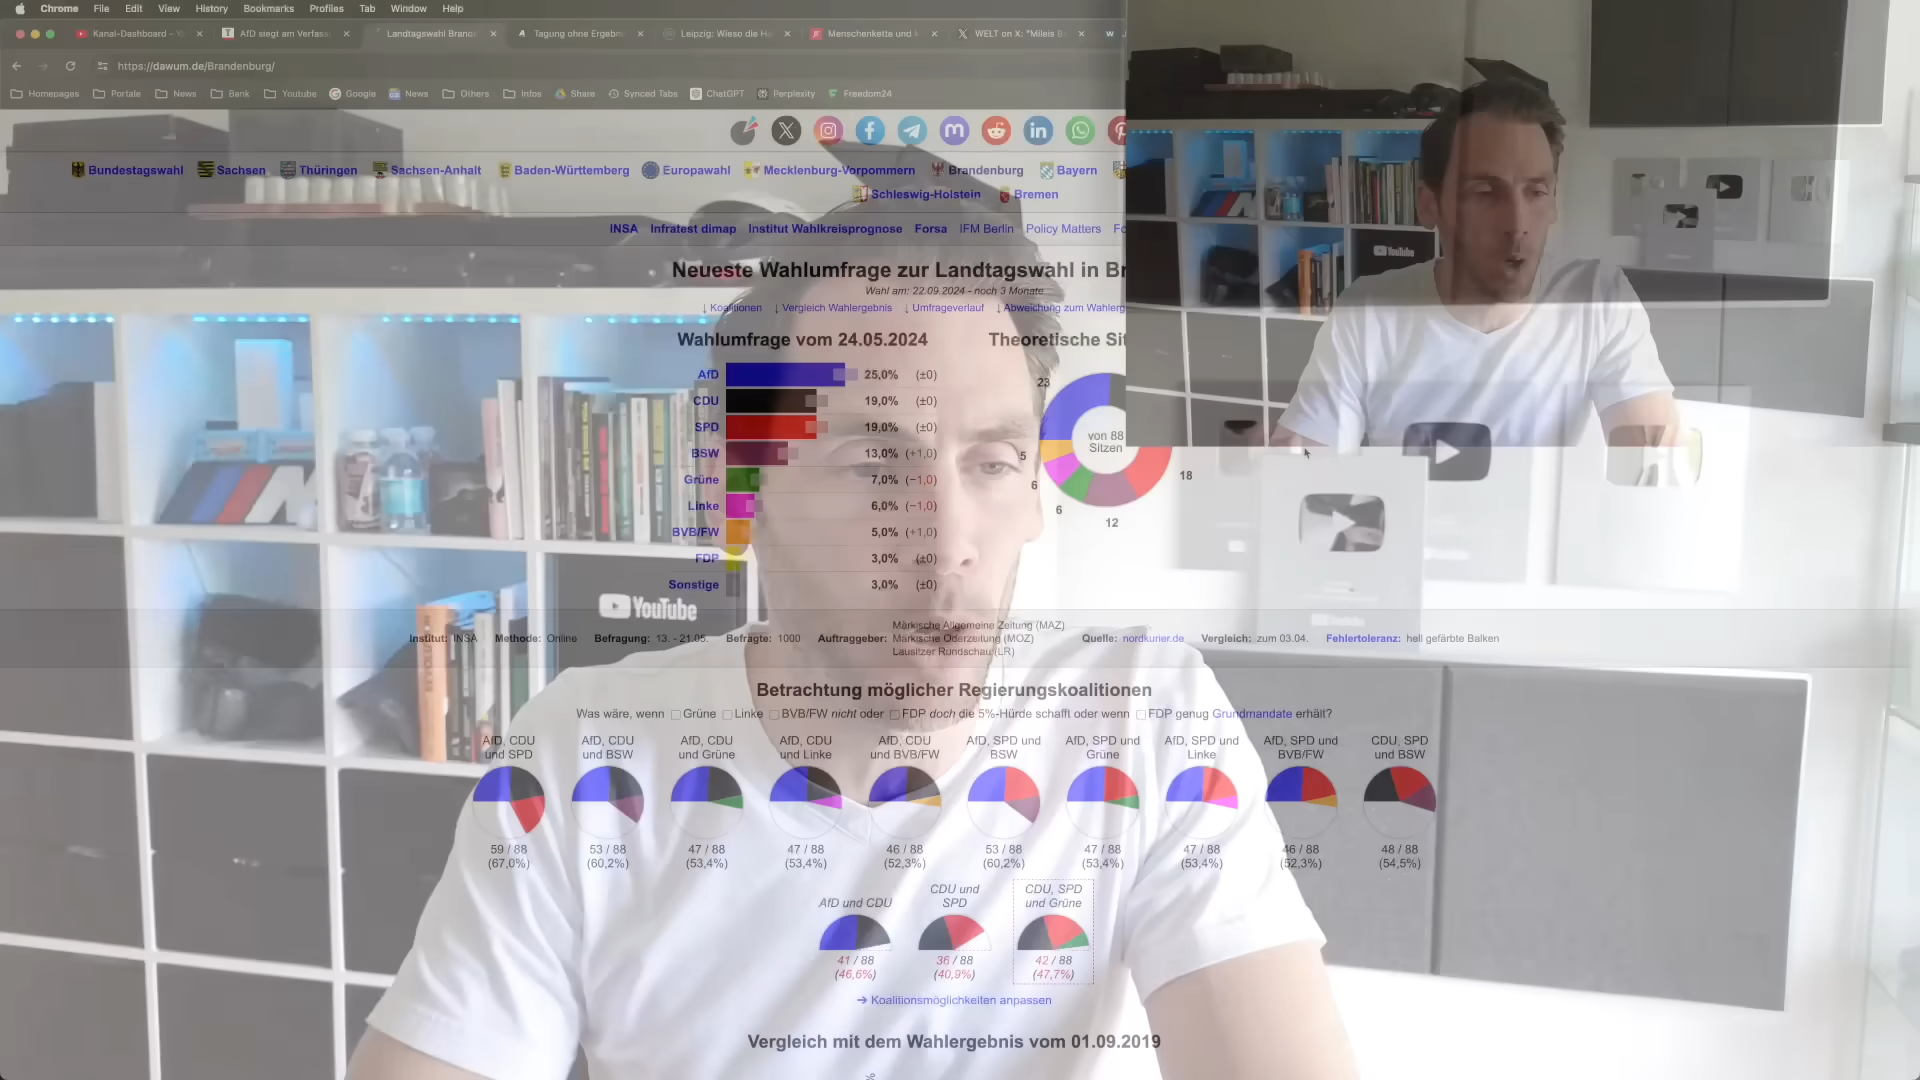 Chrome File Edit View History Bookmarks Profiles Tab Window Help
Kanal-Dashboard - Y AfD siegt am Verfass Landtagswahl Brand Tagung ohne Ergebn Leipzig: Wieso die Ha Menschenkette und WELT on X: "Mileis B
https://dawum.de/Brandenburg/
Homepages Portale News Bank Youtube Google News Others Infos Share Synced Tabs ChatGPT Perplexity Freedom24
Bundestagswahl Sachsen Thüringen Sachsen-Anhalt Baden-Württemberg Europawahl Mecklenburg-Vorpommern Brandenburg Bayern
Schleswig-Holstein Bremen
INSA Infratest dimap Institut Wahlkreisprognose Forsa IFM Berlin Policy Matters Fo
Neueste Wahlumfrage zur Landtagswahl in Br
Wahl am: 22.09.2024 - noch 3 Monate
↓ Koalitionen ↓ Vergleich Wahlergebnis ↓ Umfrageverlauf ↓ Abweichung zum Wahlerg
Wahlumfrage vom 24.05.2024
Theoretische Sit
AfD 25,0% (±0)
CDU 19,0% (±0)
SPD 19,0% (±0)
BSW 13,0% (+1,0)
Grüne 7,0% (−1,0)
Linke 6,0% (−1,0)
BVB/FW 5,0% (+1,0)
FDP 3,0% (±0)
Sonstige 3,0% (±0)
23
von 88
Sitzen
5
6
18
6
12
YouTube
YouTube
Institut: INSA Methode: Online Befragung: 13. - 21.05. Befragte: 1000 Auftraggeber: Märkische Allgemeine Zeitung (MAZ)
Märkische Oderzeitung (MOZ)
Lausitzer Rundschau (LR)
Quelle: nordkurier.de Vergleich: zum 03.04. Fehlertoleranz: hell gefärbte Balken
Betrachtung möglicher Regierungskoalitionen
Was wäre, wenn Grüne Linke BVB/FW nicht oder FDP doch die 5%-Hürde schafft oder wenn FDP genug Grundmandate erhält?
AfD, CDU und SPD
AfD, CDU und BSW
AfD, CDU und Grüne
AfD, CDU und Linke
AfD, CDU und BVB/FW
AfD, SPD und BSW
AfD, SPD und Grüne
AfD, SPD und Linke
AfD, SPD und BVB/FW
CDU, SPD und BSW
59 / 88 53 / 88 47 / 88 47 / 88 46 / 88 53 / 88 47 / 88 47 / 88 46 / 88 48 / 88
(67,0%) (60,2%) (53,4%) (53,4%) (52,3%) (60,2%) (53,4%) (53,4%) (52,3%) (54,5%)
AfD und CDU
CDU und SPD
CDU, SPD und Grüne
41 / 88 36 / 88 42 / 88
(46,6%) (40,9%) (47,7%)
➔ Koalitionsmöglichkeiten anpassen
Vergleich mit dem Wahlergebnis vom 01.09.2019
%